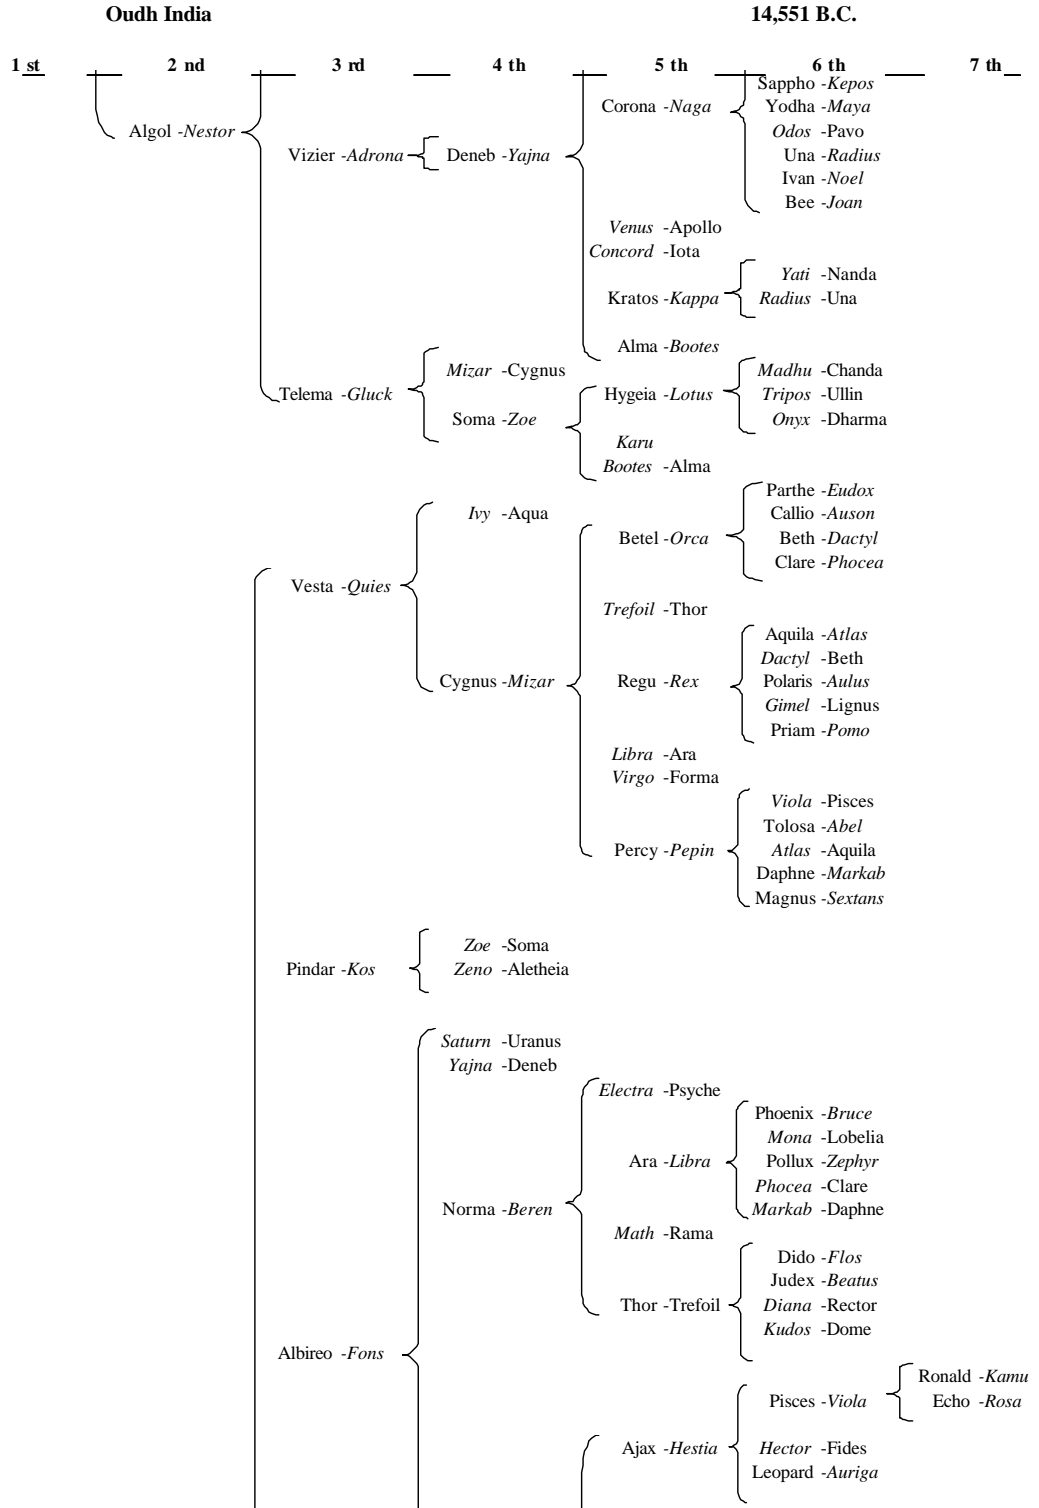 Oudh India 14,551 B.C.
1 st 2 nd 3 rd 4 th 5 th 6 th 7 th
Sappho -Kepos
Corona -Naga Yodha -Maya
Algol -Nestor Odos -Pavo
Vizier -Adrona Deneb -Yajna Una -Radius
Ivan -Noel
Bee -Joan
Venus -Apollo
Concord -Iota
Yati -Nanda
Kratos -Kappa Radius -Una
Alma -Bootes
Mizar -Cygnus Madhu -Chanda
Telema -Gluck Hygeia -Lotus Tripos -Ullin
Soma -Zoe Onyx -Dharma
Karu
Bootes -Alma
Parthe -Eudox
Ivy -Aqua Callio -Auson
Betel -Orca Beth -Dactyl
Clare -Phocea
Vesta -Quies
Trefoil -Thor
Aquila -Atlas
Dactyl -Beth
Cygnus -Mizar Regu -Rex Polaris -Aulus
Gimel -Lignus
Priam -Pomo
Libra -Ara
Virgo -Forma
Viola -Pisces
Tolosa -Abel
Percy -Pepin Atlas -Aquila
Daphne -Markab
Magnus -Sextans
Zoe -Soma
Pindar -Kos Zeno -Aletheia
Saturn -Uranus
Yajna -Deneb
Electra -Psyche
Phoenix -Bruce
Mona -Lobelia
Ara -Libra Pollux -Zephyr
Phocea -Clare
Norma -Beren Markab -Daphne
Math -Rama
Dido -Flos
Judex -Beatus
Thor -Trefoil Diana -Rector
Kudos -Dome
Albireo -Fons
Ronald -Kamu
Pisces -Viola Echo -Rosa
Ajax -Hestia Hector -Fides
Leopard -Auriga